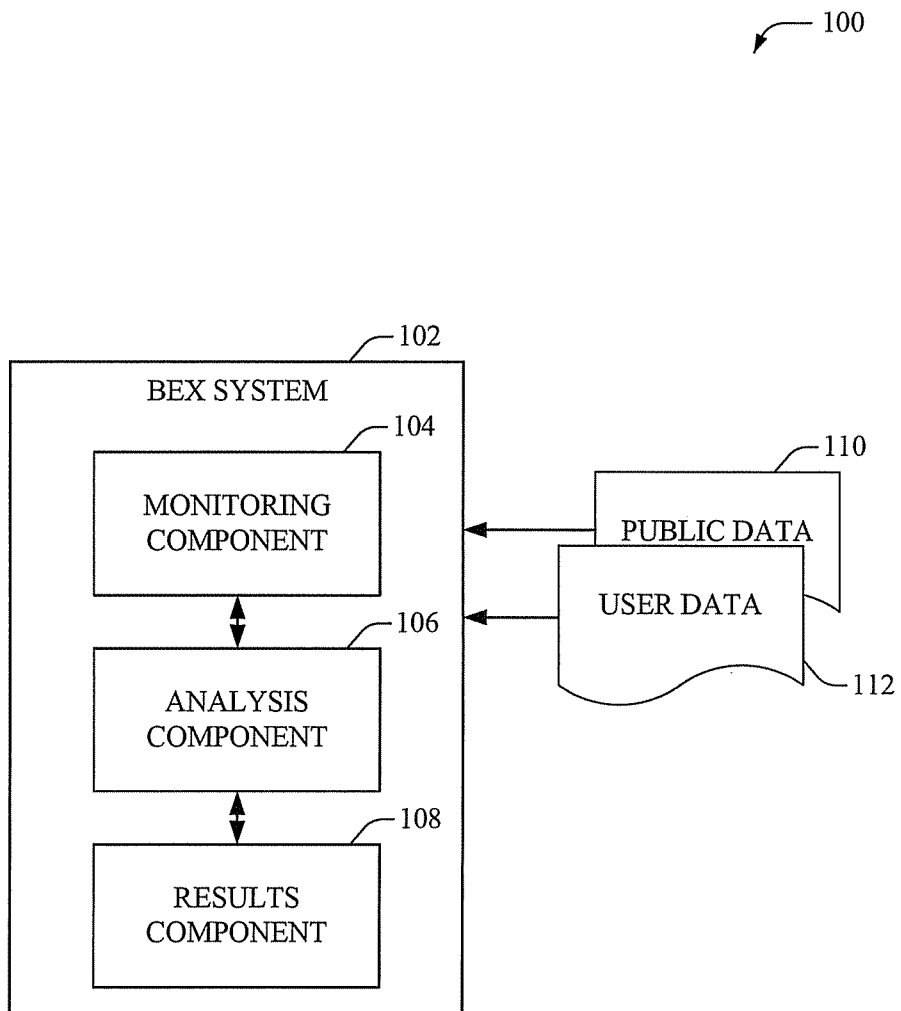 100
102
BEX SYSTEM
104
MONITORING
COMPONENT
110
PUBLIC DATA
USER DATA
112
106
ANALYSIS
COMPONENT
108
RESULTS
COMPONENT